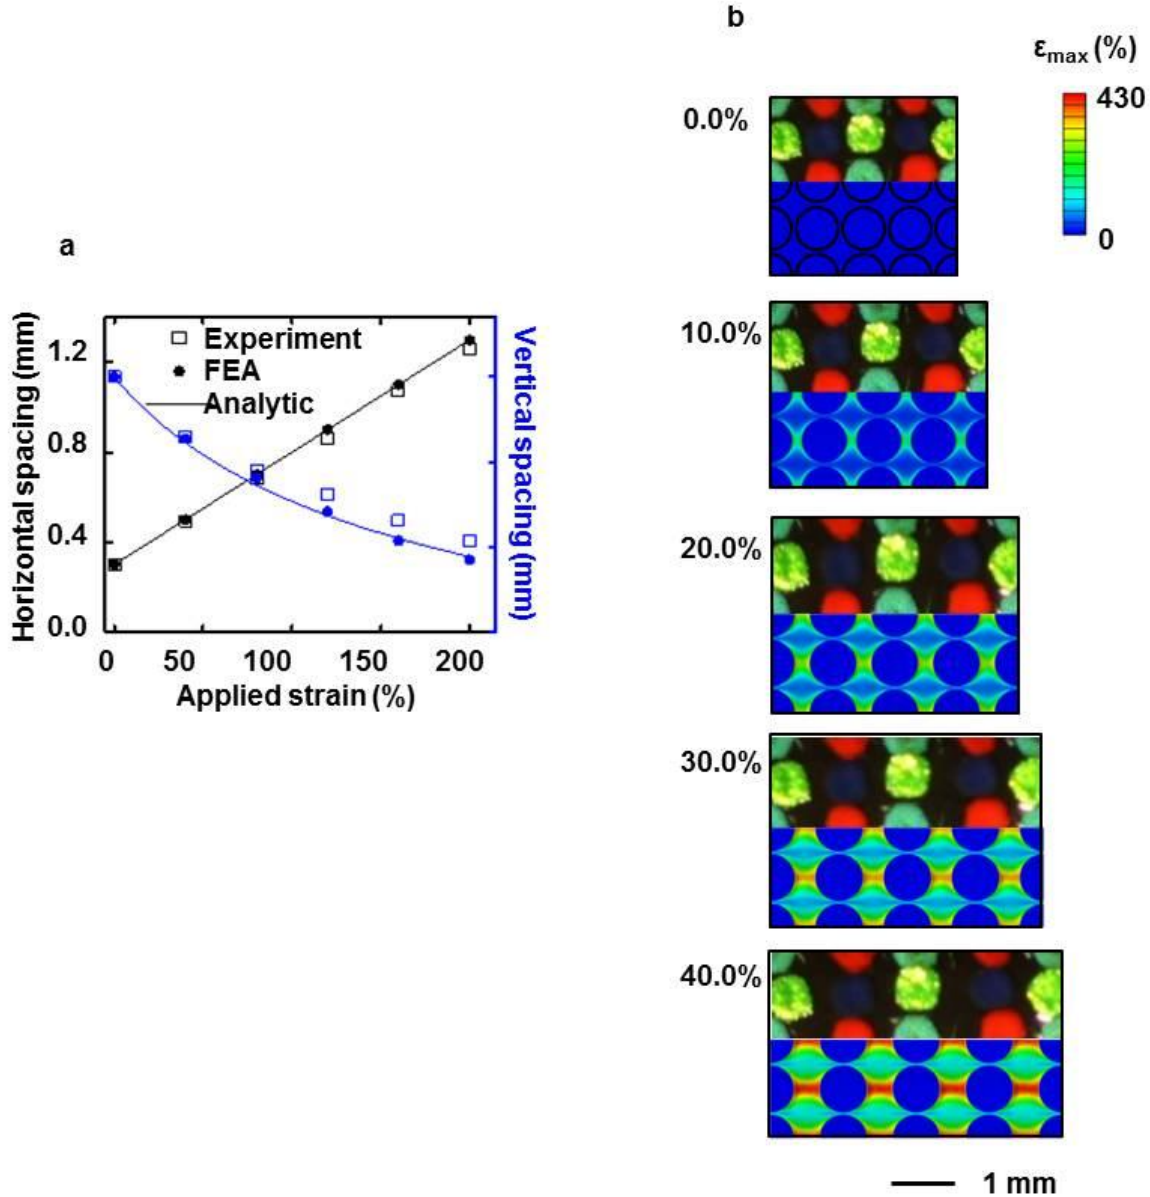 b
εmax (%)
430
0
0.0%
10.0%
20.0%
30.0%
40.0%
1 mm
a
Horizontal spacing (mm)
1.2
0.8
0.4
0.0
Experiment
FEA
Analytic
Vertical spacing (mm)
0 50 100 150 200
Applied strain (%)